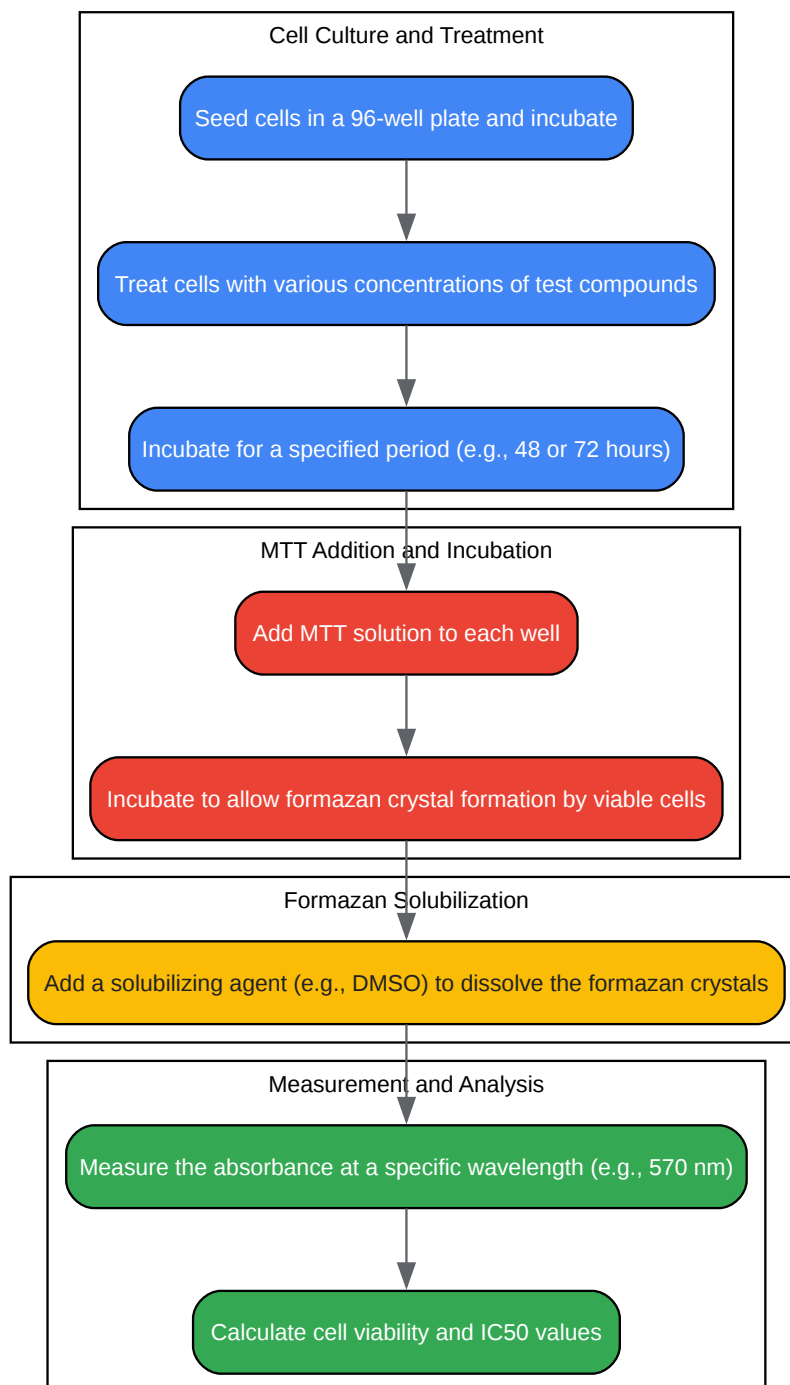 Cell Culture and Treatment
Seed cells in a 96-well plate and incubate
Treat cells with various concentrations of test compounds
Incubate for a specified period (e.g., 48 or 72 hours)
MTT Addition and Incubation
Add MTT solution to each well
Incubate to allow formazan crystal formation by viable cells
Formazan Solubilization
Add a solubilizing agent (e.g., DMSO) to dissolve the formazan crystals
Measurement and Analysis
Measure the absorbance at a specific wavelength (e.g., 570 nm)
Calculate cell viability and IC50 values